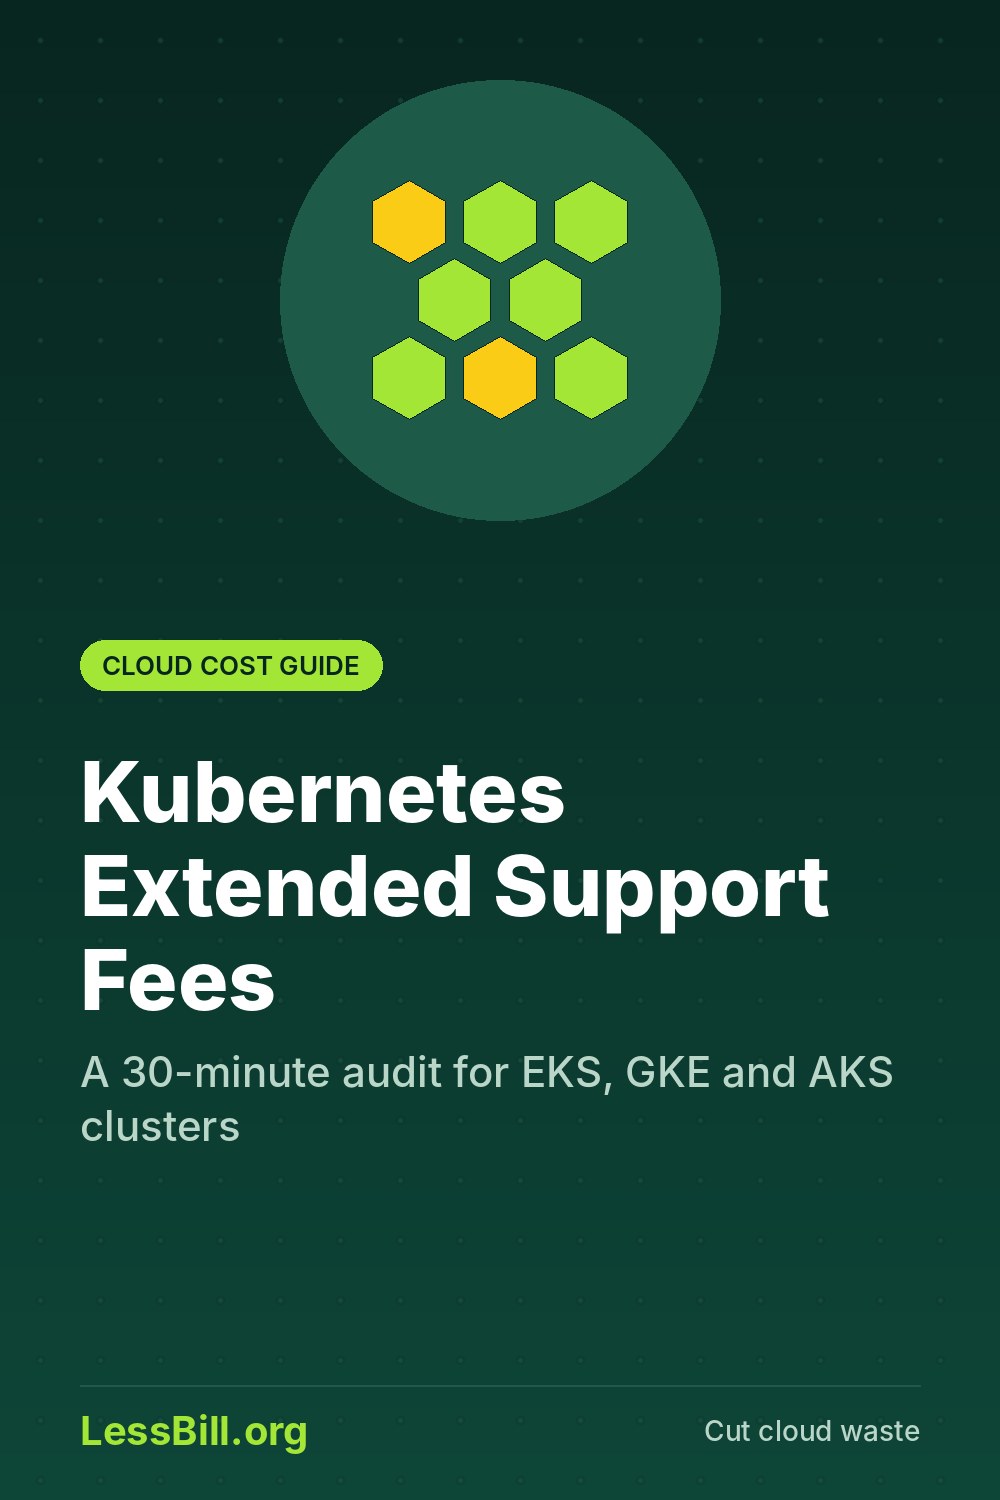 CLOUD COST GUIDE
Kubernetes
Extended Support
Fees
A 30-minute audit for EKS, GKE and AKS
clusters
LessBill.org
Cut cloud waste